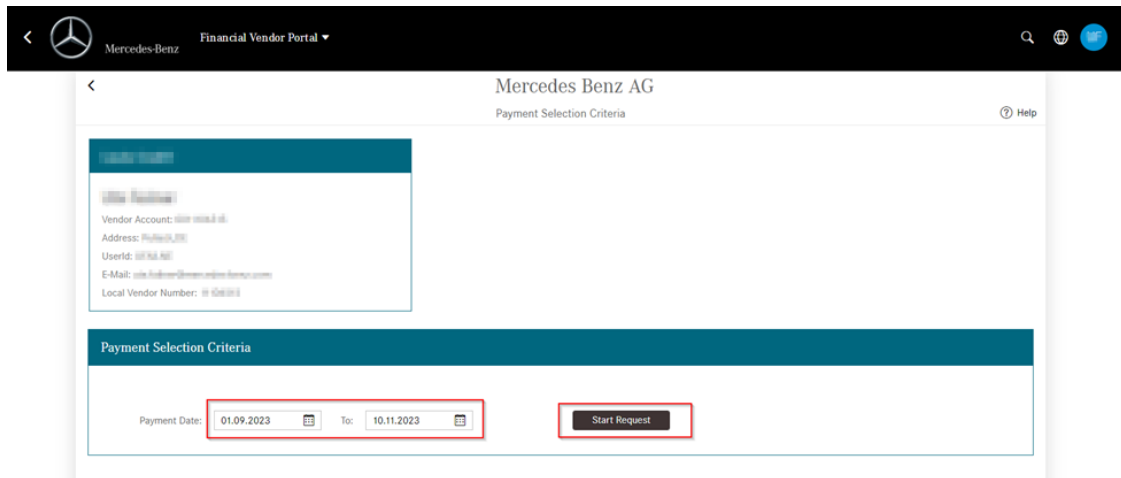 Mercedes-Benz
Financial Vendor Portal
Mercedes Benz AG
Payment Selection Criteria
Help
Vendor Account:
Address:
UserId:
E-Mail:
Local Vendor Number:
Payment Selection Criteria
Payment Date: 01.09.2023 To: 10.11.2023 Start Request